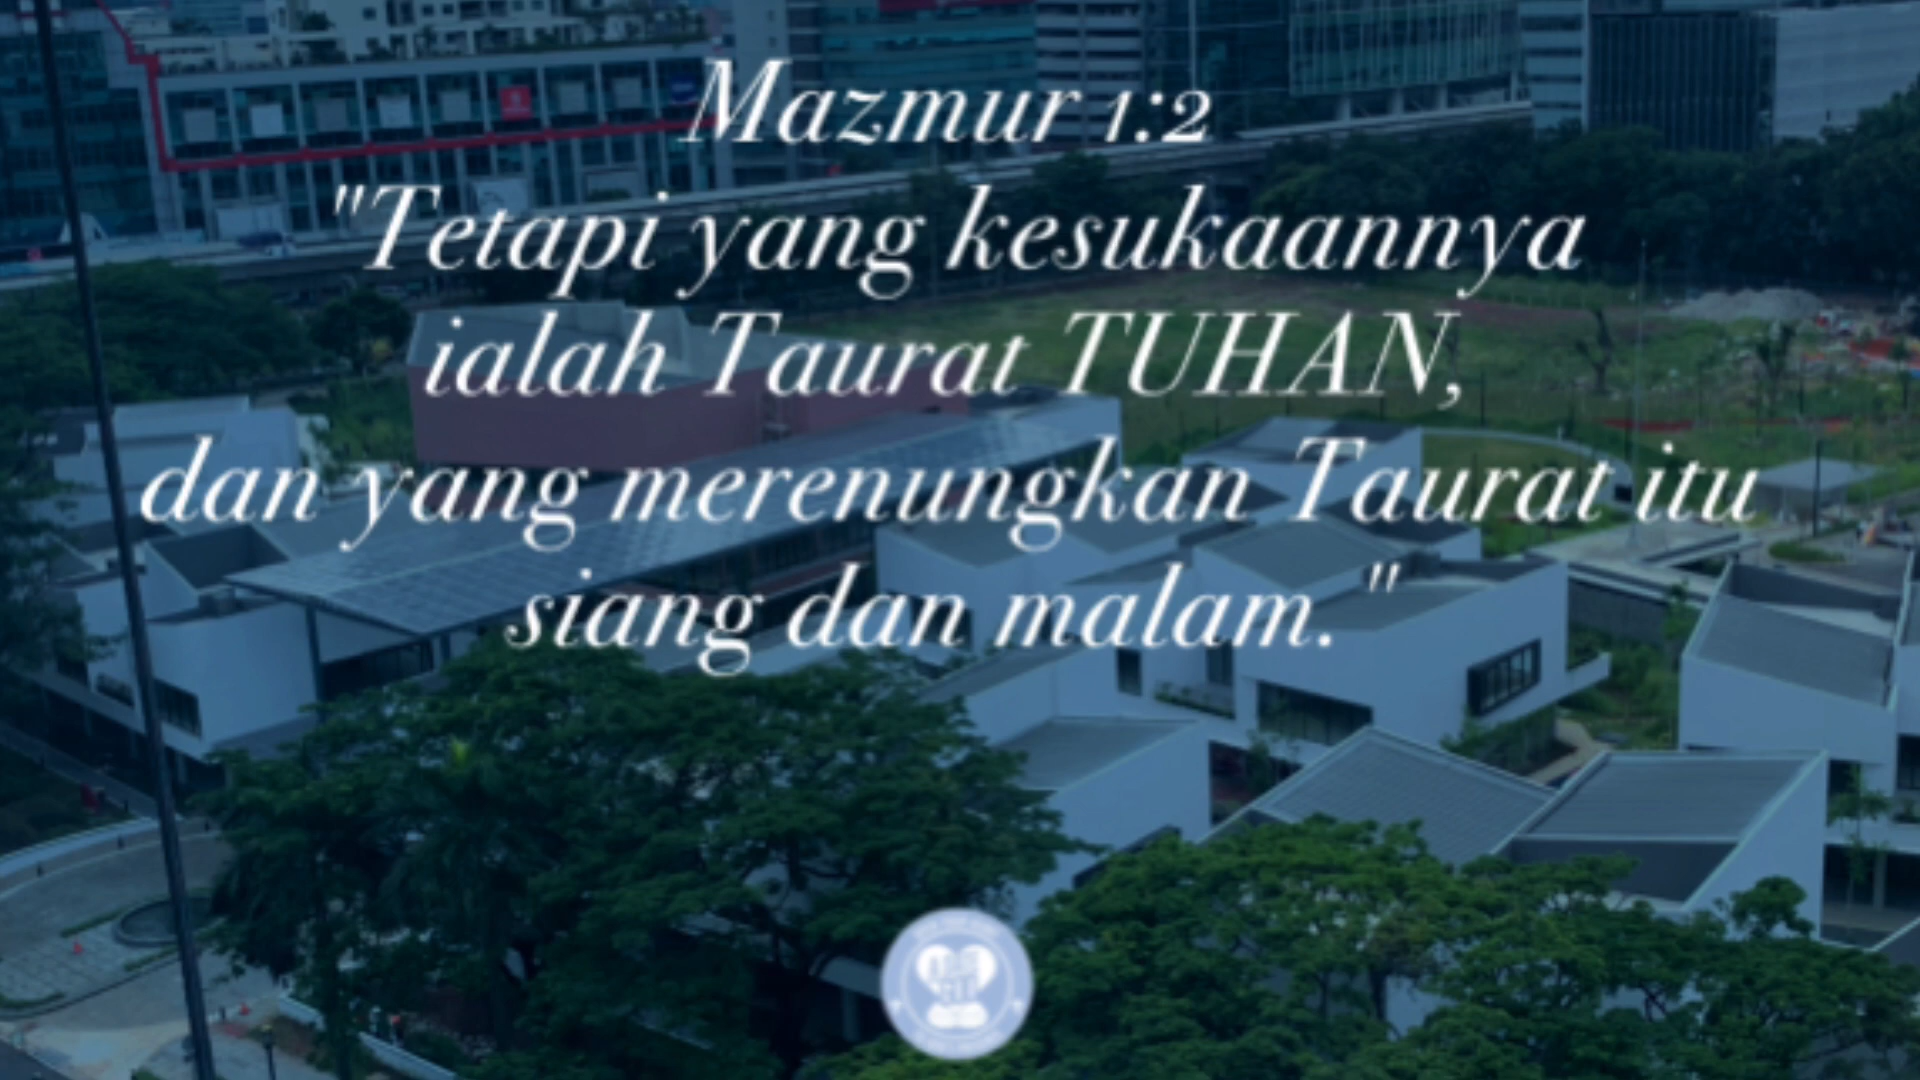 Mazmur 1:2
"Tetapi yang kesukaannya
ialah Taurat TUHAN,
dan yang merenungkan Taurat itu
siang dan malam."